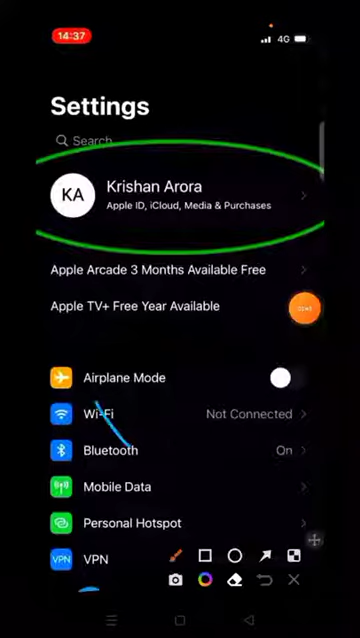 14:37
4G
Settings
Search
KA
Krishan Arora
Apple ID, iCloud, Media & Purchases
Apple Arcade 3 Months Available Free
Apple TV+ Free Year Available
Airplane Mode
Wi-Fi
Not Connected
Bluetooth
On
Mobile Data
Personal Hotspot
VPN
VPN